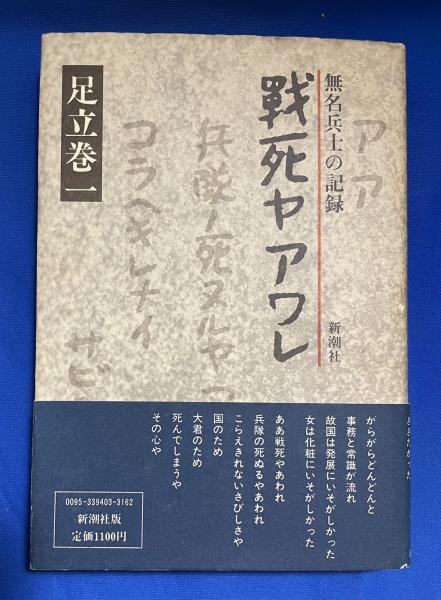 無名兵士の記録
戦死ヤアワレ
足立巻一
新潮社
アア
兵隊ノ死ヌルヤ
コラヘキレナイ
サビ
がらがらどんどんと
事務と常識が流れ
故国は発展にいそがしかった
女は化粧にいそがしかった
ああ戦死やあわれ
兵隊の死ぬるやあわれ
こらえきれないさびしさや
国のため
大君のため
死んでしまうや
その心や
0095-339403-3162
新潮社版
定価1100円